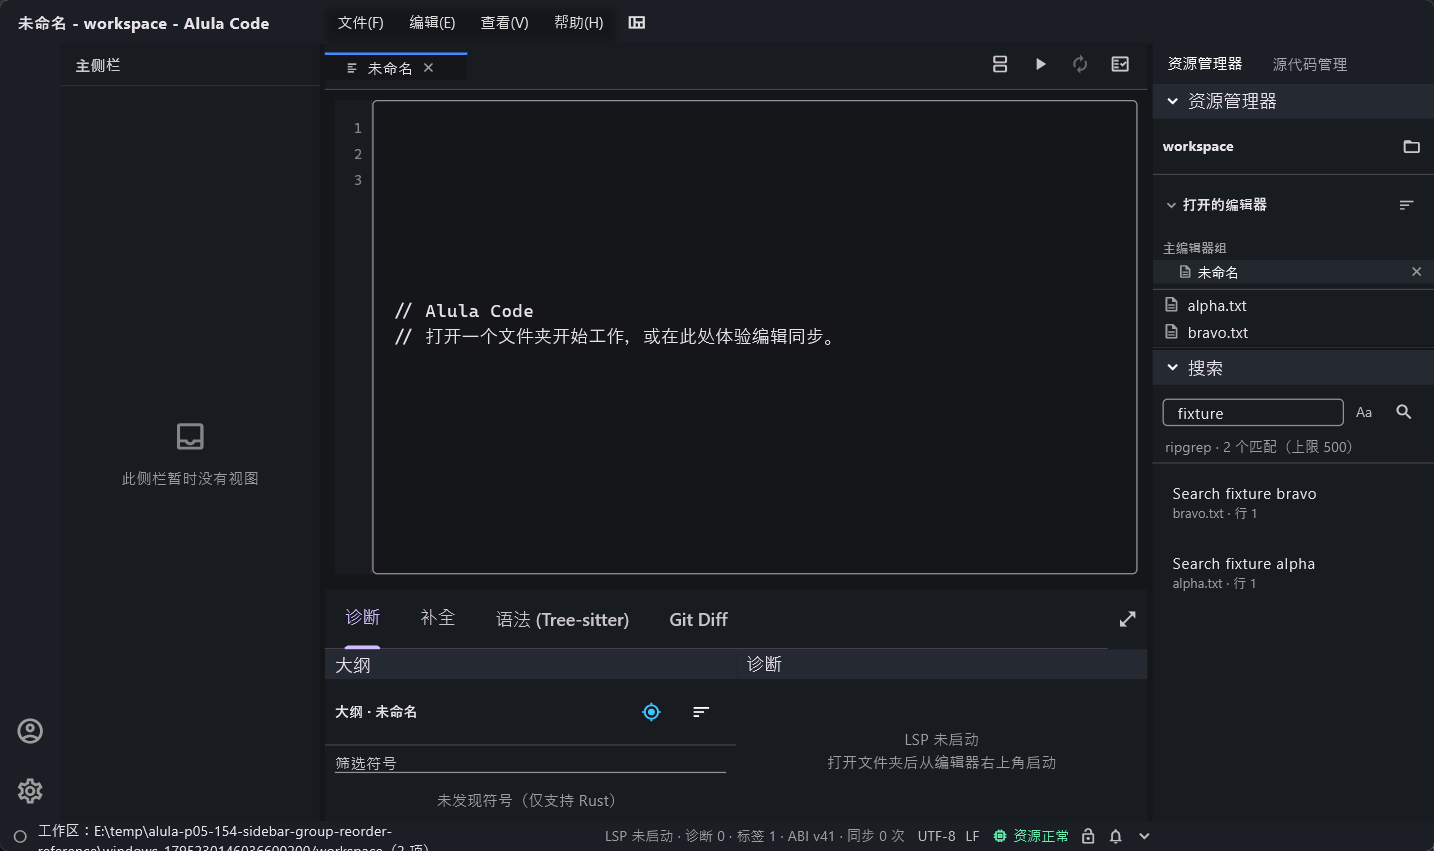 未命名 - workspace - Alula Code
文件(F) 编辑(E) 查看(V) 帮助(H)
主侧栏
未命名
资源管理器 源代码管理
资源管理器
workspace
打开的编辑器
主编辑器组
未命名
alpha.txt
bravo.txt
搜索
fixture
Aa
ripgrep · 2 个匹配（上限 500）
Search fixture bravo
bravo.txt · 行 1
Search fixture alpha
alpha.txt · 行 1
1
2
3
// Alula Code
// 打开一个文件夹开始工作，或在此处体验编辑同步。
此侧栏暂时没有视图
诊断 补全 语法 (Tree-sitter) Git Diff
大纲
诊断
大纲 · 未命名
筛选符号
未发现符号（仅支持 Rust）
LSP 未启动
打开文件夹后从编辑器右上角启动
工作区：E:\temp\alula-p05-154-sidebar-group-reorder-
reference\windows-1795230146036600200/workspace（2 项）
LSP 未启动 · 诊断 0 · 标签 1 · ABI v41 · 同步 0 次 UTF-8 LF 资源正常